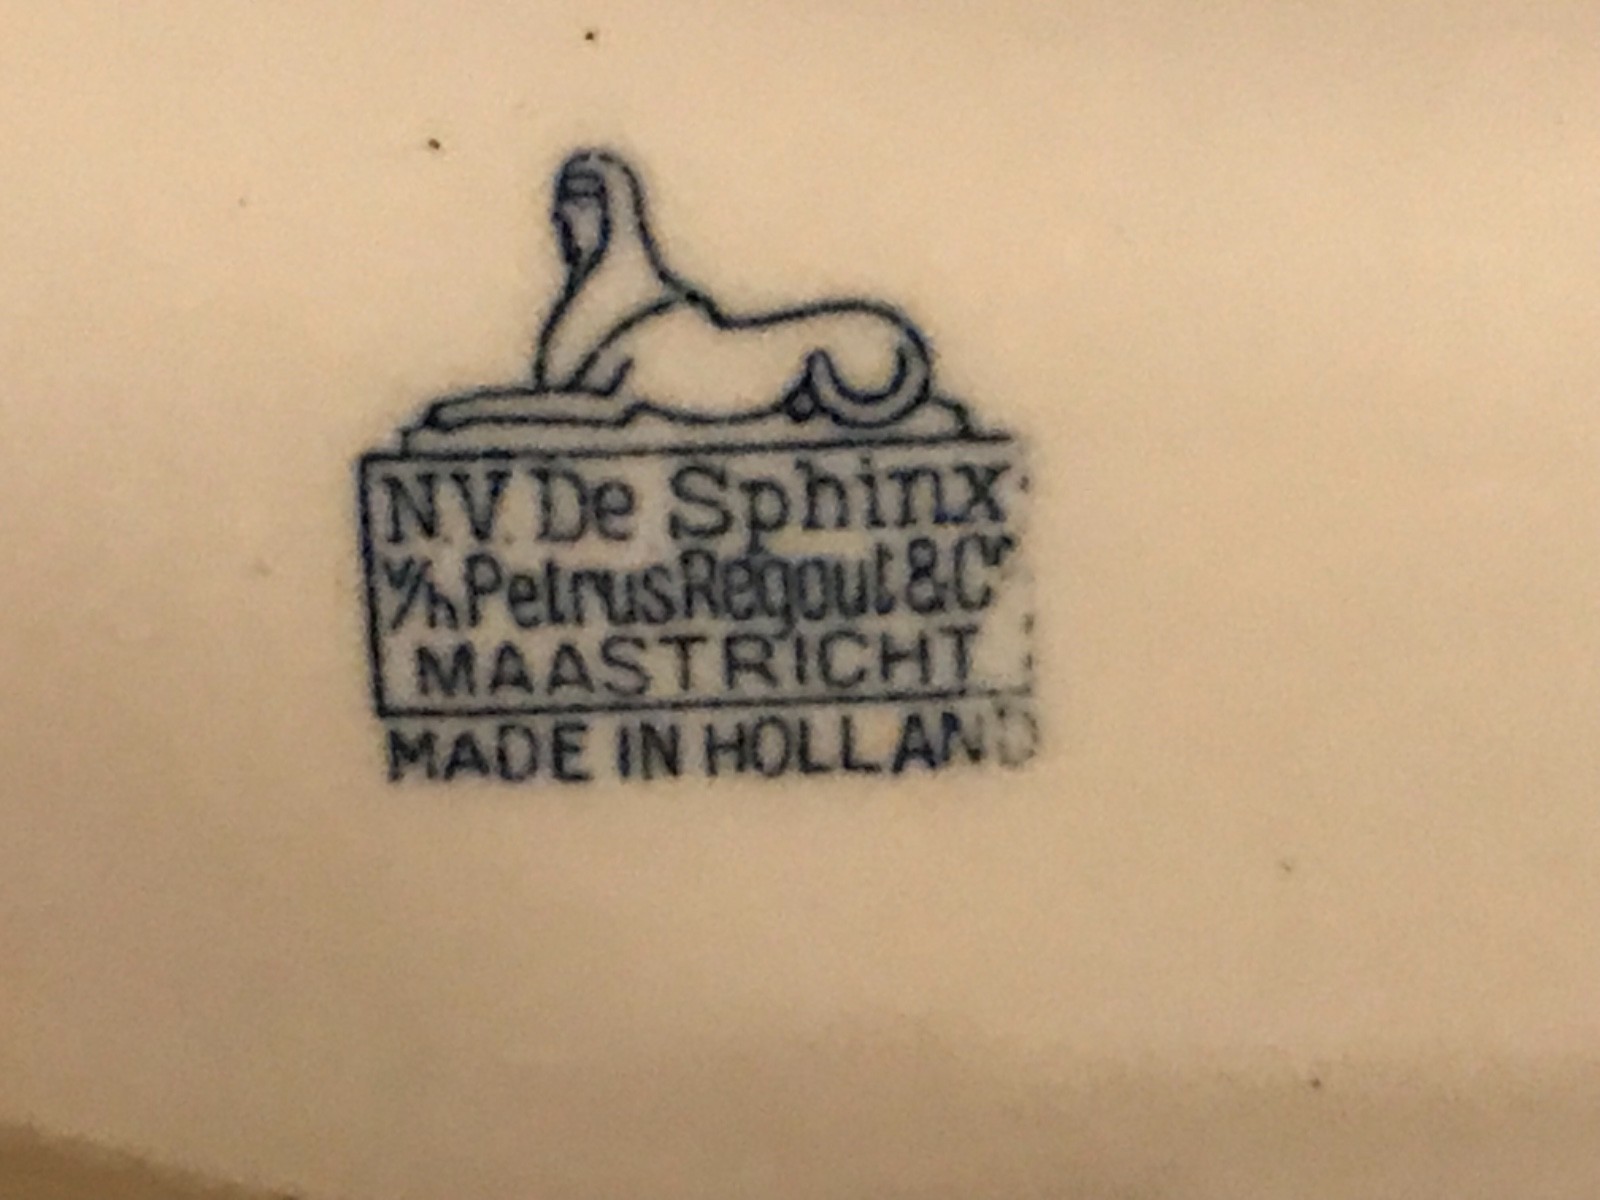 N.V. De Sphinx
v/h Petrus Regout & Co
MAASTRICHT
MADE IN HOLLAND